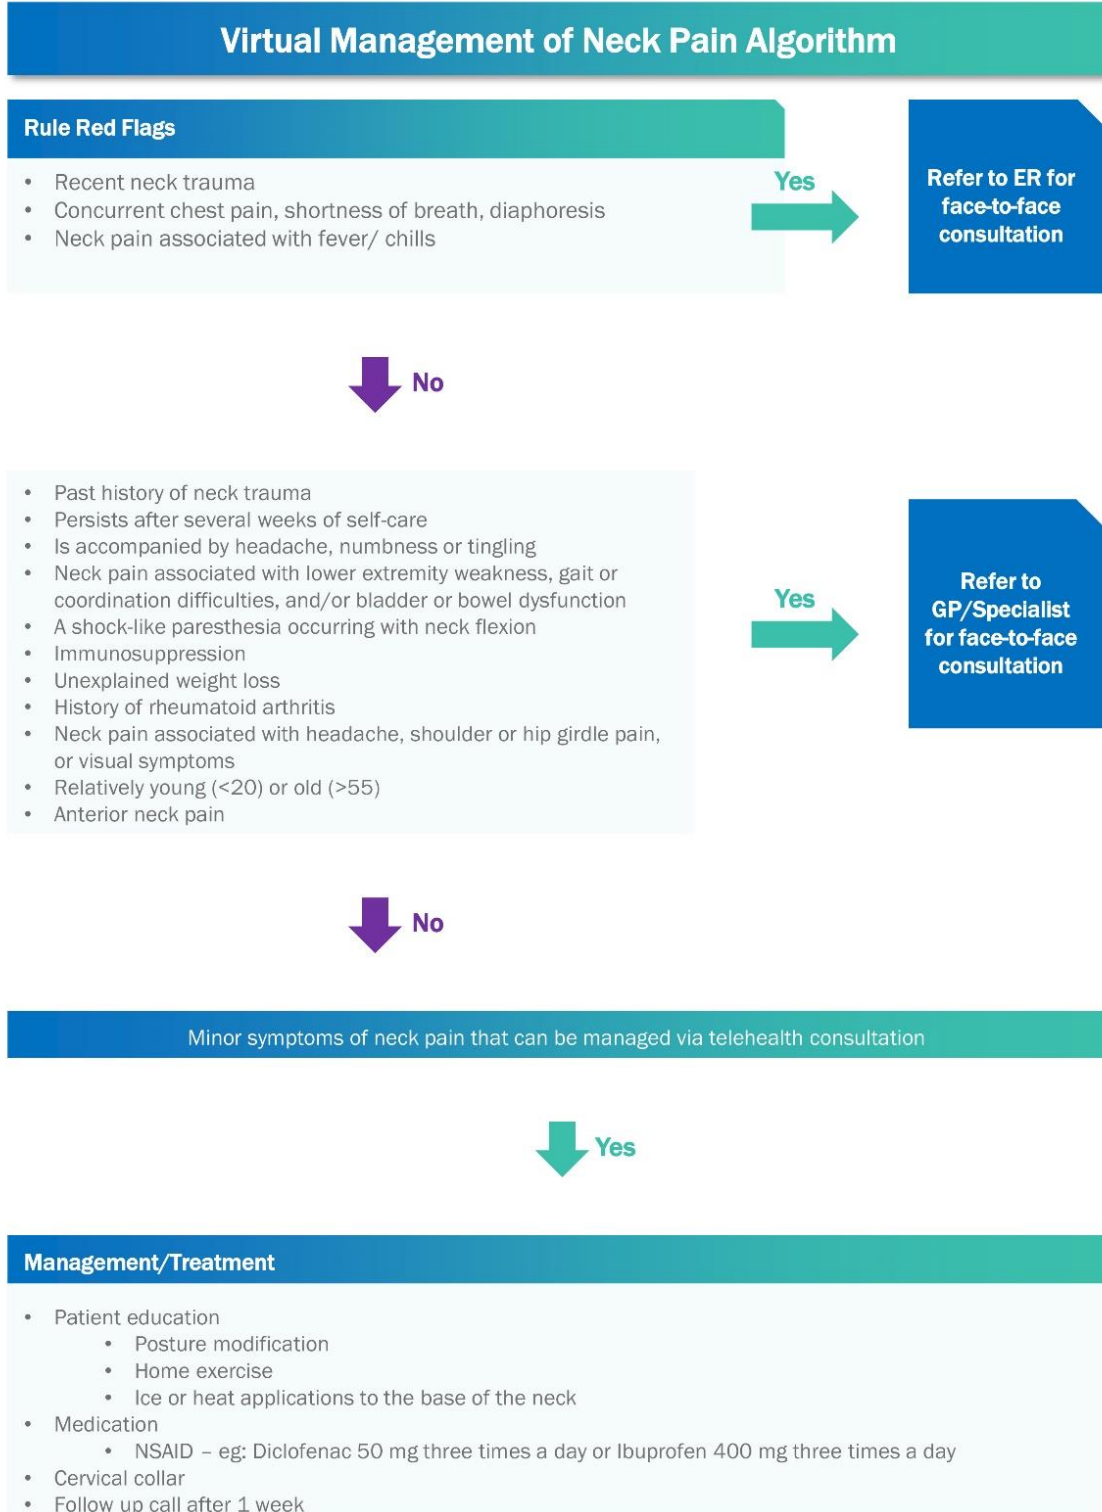 Virtual Management of Neck Pain Algorithm
Rule Red Flags
• Recent neck trauma
• Concurrent chest pain, shortness of breath, diaphoresis
• Neck pain associated with fever/ chills
Yes
Refer to ER for
face-to-face
consultation
No
• Past history of neck trauma
• Persists after several weeks of self-care
• Is accompanied by headache, numbness or tingling
• Neck pain associated with lower extremity weakness, gait or
coordination difficulties, and/or bladder or bowel dysfunction
• A shock-like paresthesia occurring with neck flexion
• Immunosuppression
• Unexplained weight loss
• History of rheumatoid arthritis
• Neck pain associated with headache, shoulder or hip girdle pain,
or visual symptoms
• Relatively young (<20) or old (>55)
• Anterior neck pain
Yes
Refer to
GP/Specialist
for face-to-face
consultation
No
Minor symptoms of neck pain that can be managed via telehealth consultation
Yes
Management/Treatment
• Patient education
• Posture modification
• Home exercise
• Ice or heat applications to the base of the neck
• Medication
• NSAID – eg: Diclofenac 50 mg three times a day or Ibuprofen 400 mg three times a day
• Cervical collar
• Follow up call after 1 week